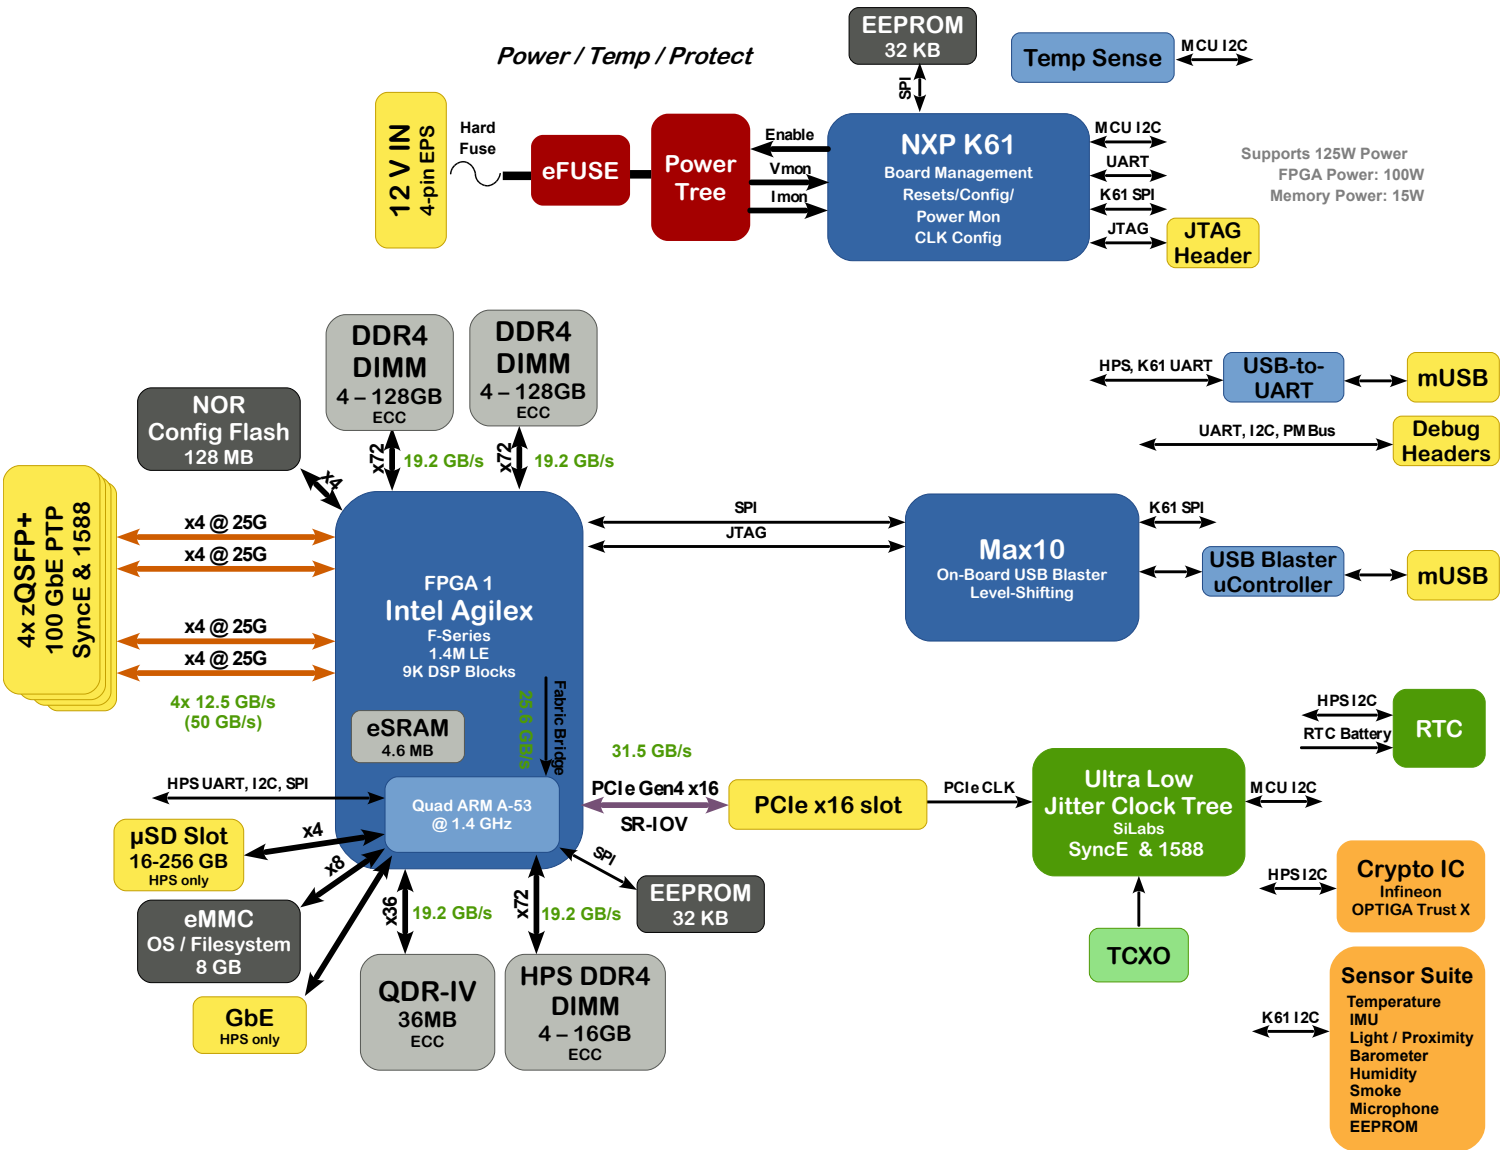 Power / Temp / Protect
EEPROM
32 KB
SPI
Temp Sense
MCU I2C
12 V IN
4-pin EPS
Hard
Fuse
eFUSE
Power
Tree
Enable
Vmon
Imon
NXP K61
Board Management
Resets/Config/
Power Mon
CLK Config
MCU I2C
UART
K61 SPI
JTAG
JTAG
Header
Supports 125W Power
FPGA Power: 100W
Memory Power: 15W
DDR4
DIMM
4 – 128GB
ECC
x72
19.2 GB/s
DDR4
DIMM
4 – 128GB
ECC
x72
19.2 GB/s
NOR
Config Flash
128 MB
x4
HPS, K61 UART
USB-to-
UART
mUSB
UART, I2C, PMBus
Debug
Headers
4x zQSFP+
100 GbE PTP
SyncE & 1588
x4 @ 25G
x4 @ 25G
x4 @ 25G
x4 @ 25G
4x 12.5 GB/s
(50 GB/s)
FPGA 1
Intel Agilex
F-Series
1.4M LE
9K DSP Blocks
eSRAM
4.6 MB
25.6 GB/s
Fabric Bridge
Quad ARM A-53
@ 1.4 GHz
SPI
JTAG
Max10
On-Board USB Blaster
Level-Shifting
K61 SPI
USB Blaster
uController
mUSB
31.5 GB/s
PCIe Gen4 x16
SR-IOV
PCIe x16 slot
PCIe CLK
Ultra Low
Jitter Clock Tree
SiLabs
SyncE & 1588
MCU I2C
TCXO
HPS I2C
RTC Battery
RTC
HPS UART, I2C, SPI
µSD Slot
16-256 GB
HPS only
x4
x8
eMMC
OS / Filesystem
8 GB
GbE
HPS only
x36
19.2 GB/s
QDR-IV
36MB
ECC
x72
19.2 GB/s
HPS DDR4
DIMM
4 – 16GB
ECC
SPI
EEPROM
32 KB
HPS I2C
Crypto IC
Infineon
OPTIGA Trust X
K61 I2C
Sensor Suite
Temperature
IMU
Light / Proximity
Barometer
Humidity
Smoke
Microphone
EEPROM